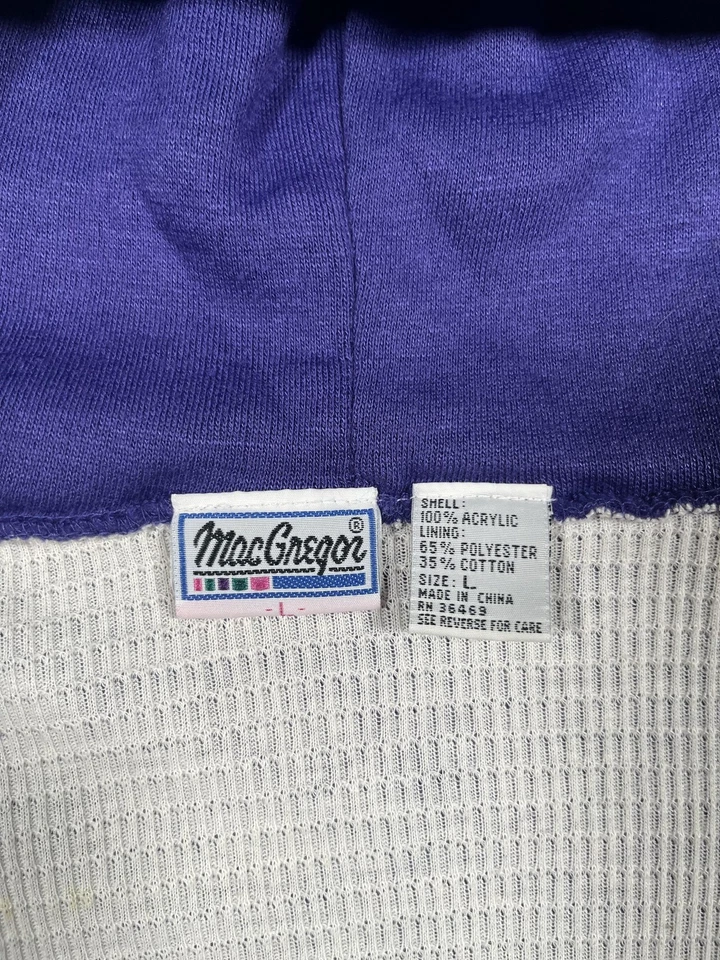 MacGregor®
L
SHELL:
100% ACRYLIC
LINING:
65% POLYESTER
35% COTTON
SIZE: L
MADE IN CHINA
RN 36469
SEE REVERSE FOR CARE